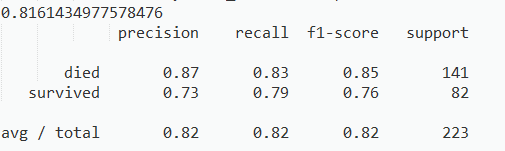 0.8161434977578476
precision recall f1-score support
died 0.87 0.83 0.85 141
survived 0.73 0.79 0.76 82
avg / total 0.82 0.82 0.82 223